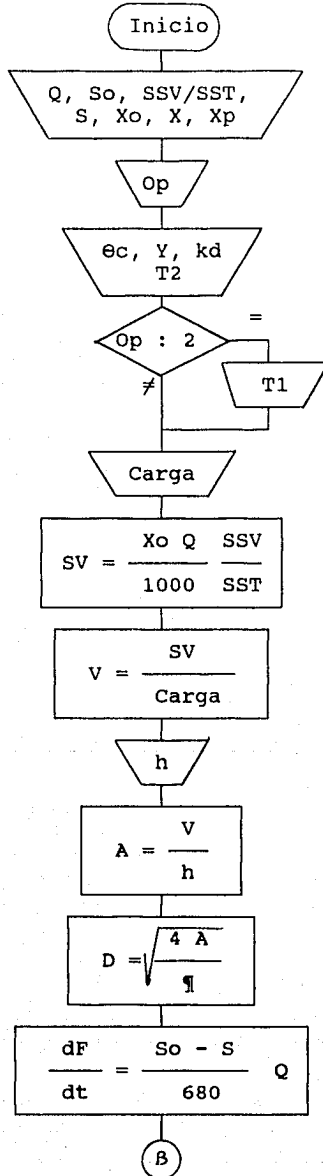 Inicio
Q, So, SSV/SST,
S, Xo, X, Xp
Op
Θc, Y, kd
T2
Op : 2
=
≠
T1
Carga
SV = Xo Q / 1000 SSV / SST
V = SV / Carga
h
A = V / h
D = √ 4 A / ¶
dF / dt = So - S / 680 Q
β